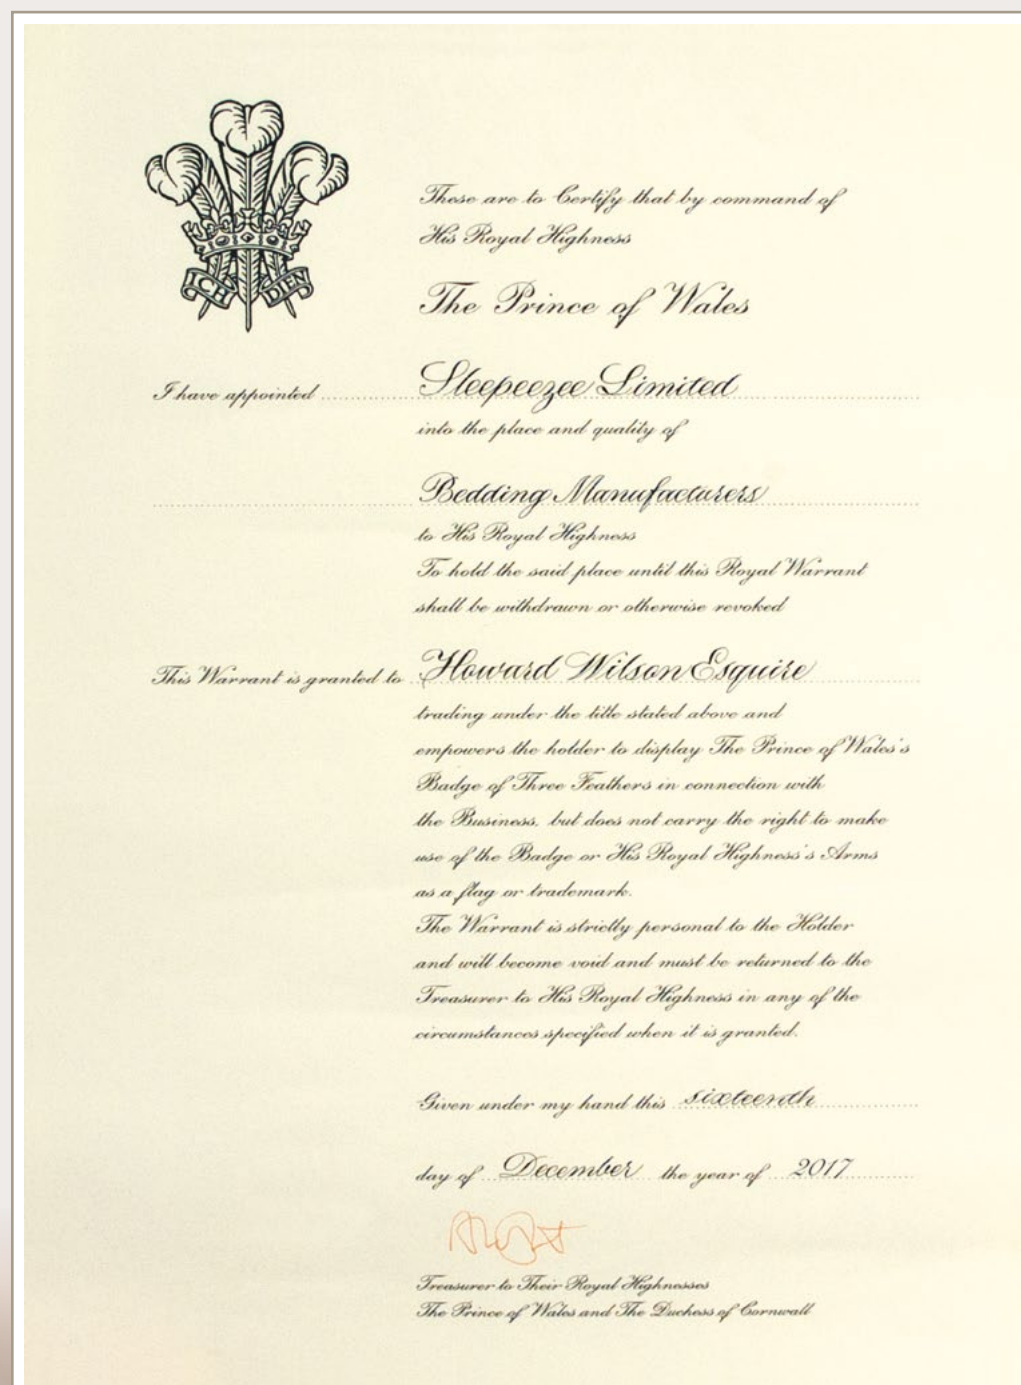 ICH DIEN
These are to Certify that by command of
His Royal Highness
The Prince of Wales
I have appointed Sleepeezee Limited
into the place and quality of
Bedding Manufacturers
to His Royal Highness
To hold the said place until this Royal Warrant
shall be withdrawn or otherwise revoked
This Warrant is granted to Howard Wilson Esquire
trading under the title stated above and
empowers the holder to display The Prince of Wales's
Badge of Three Feathers in connection with
the Business, but does not carry the right to make
use of the Badge or His Royal Highness's Arms
as a flag or trademark.
The Warrant is strictly personal to the Holder
and will become void and must be returned to the
Treasurer to His Royal Highness in any of the
circumstances specified when it is granted.
Given under my hand this sixteenth
day of December the year of 2017
Treasurer to Their Royal Highnesses
The Prince of Wales and The Duchess of Cornwall